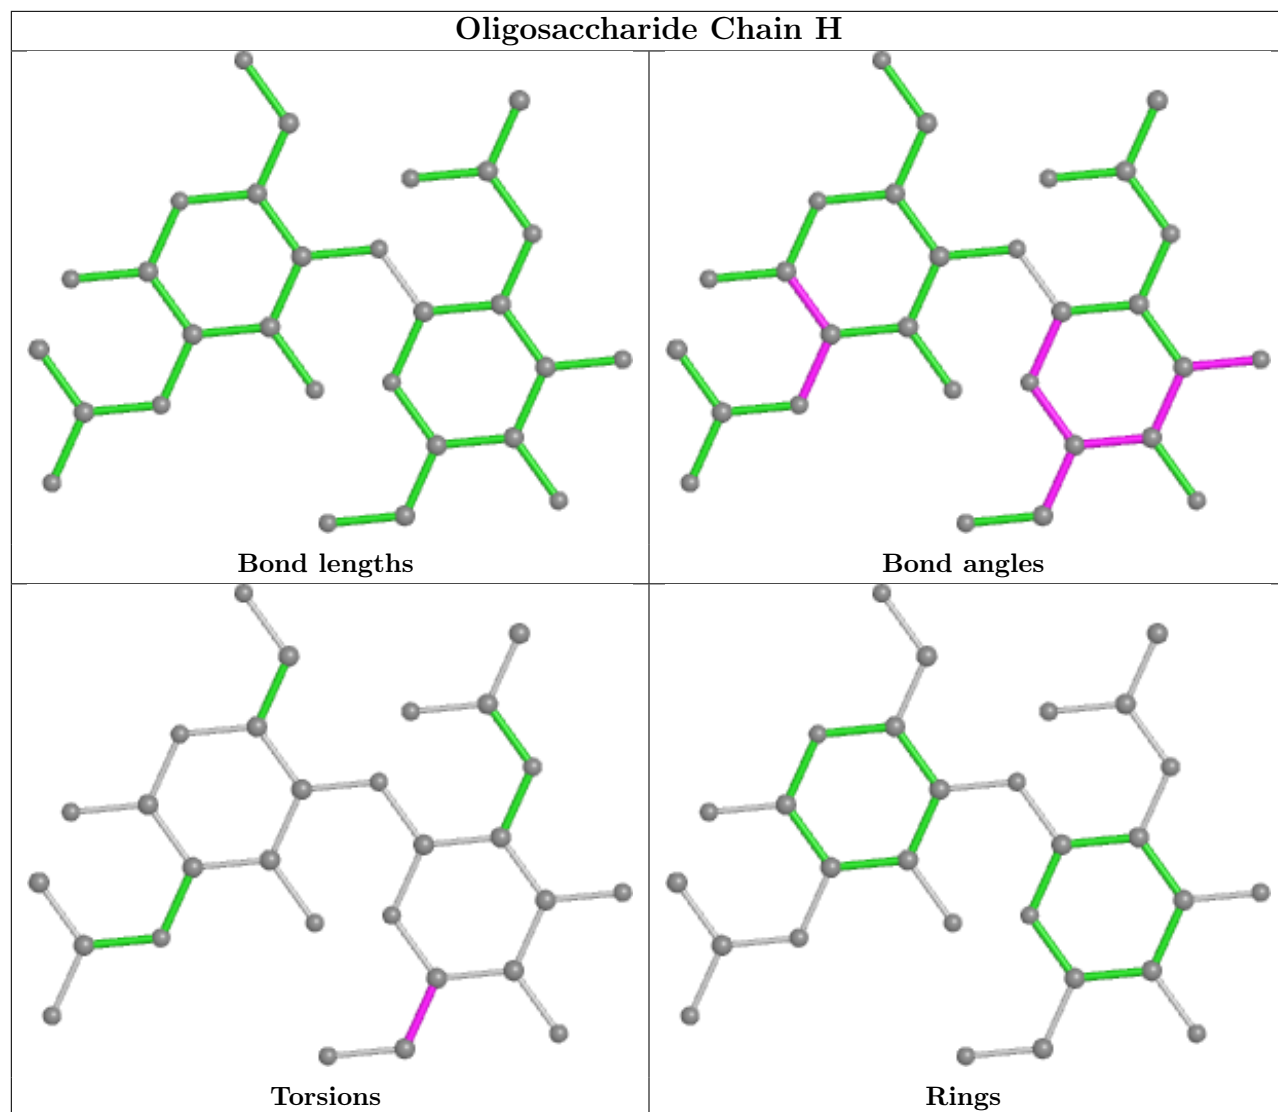 Oligosaccharide Chain H
Bond lengths
Bond angles
Torsions
Rings